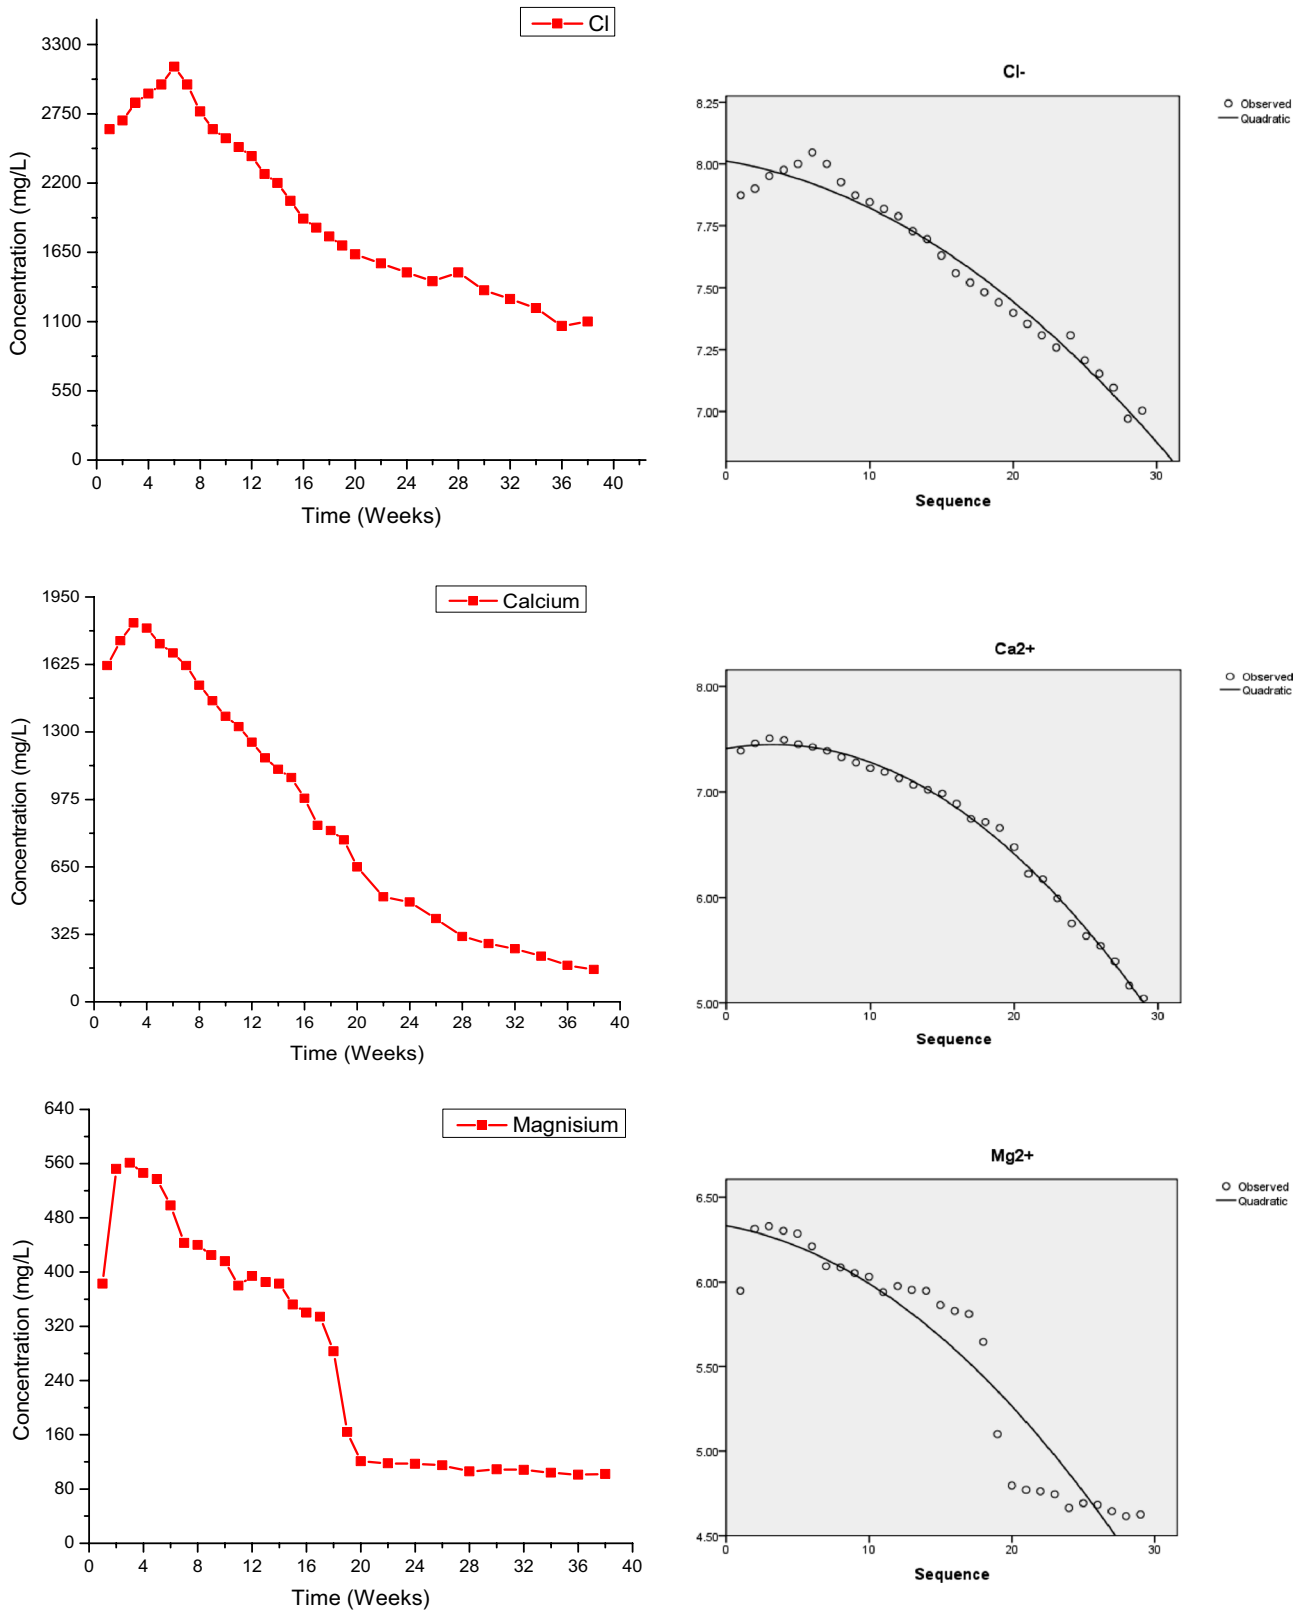 Cl
3300
2750
2200
1650
1100
550
0
Concentration (mg/L)
0 4 8 12 16 20 24 28 32 36 40
Time (Weeks)
Cl-
8.25
8.00
7.75
7.50
7.25
7.00
0 10 20 30
Sequence
Observed
Quadratic
Calcium
1950
1625
1300
975
650
325
0
Concentration (mg/L)
0 4 8 12 16 20 24 28 32 36 40
Time (Weeks)
Ca2+
8.00
7.00
6.00
5.00
0 10 20 30
Sequence
Observed
Quadratic
Magnisium
640
560
480
400
320
240
160
80
0
Concentration (mg/L)
0 4 8 12 16 20 24 28 32 36 40
Time (Weeks)
Mg2+
6.50
6.00
5.50
5.00
4.50
0 10 20 30
Sequence
Observed
Quadratic